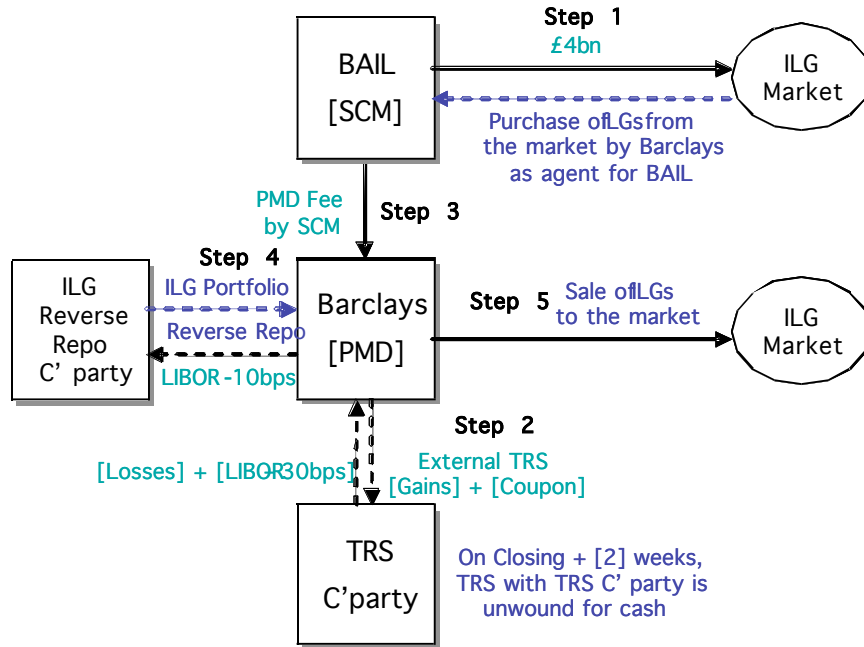 Step 1
£4bn
BAIL
[SCM]
ILG
Market
Purchase ofILGs from
the market by Barclays
as agent for BAIL
PMD Fee
by SCM
Step 3
Step 4
ILG
Reverse
Repo
C' party
ILG Portfolio
Reverse Repo
LIBOR -10bps
Barclays
[PMD]
Step 5
Sale of ILGs
to the market
ILG
Market
Step 2
[Losses] + [LIBOR-30bps]
External TRS
[Gains] + [Coupon]
TRS
C'party
On Closing + [2] weeks,
TRS with TRS C' party is
unwound for cash